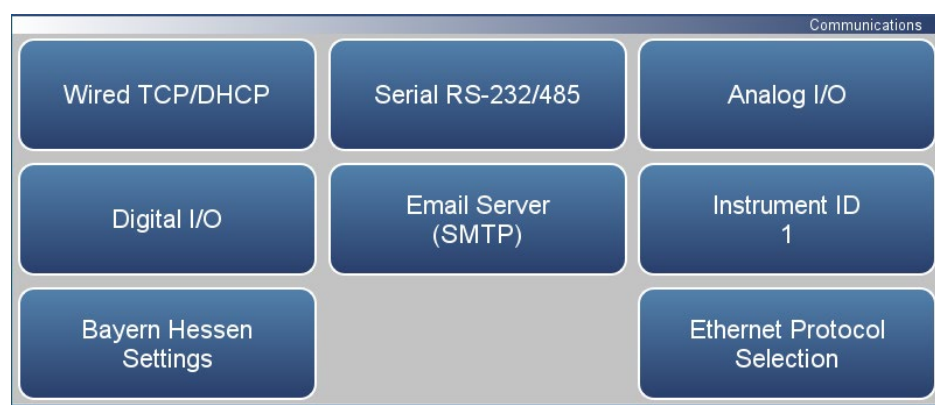 Communications
Wired TCP/DHCP
Serial RS-232/485
Analog I/O
Digital I/O
Email Server
(SMTP)
Instrument ID
1
Bayern Hessen
Settings
Ethernet Protocol
Selection